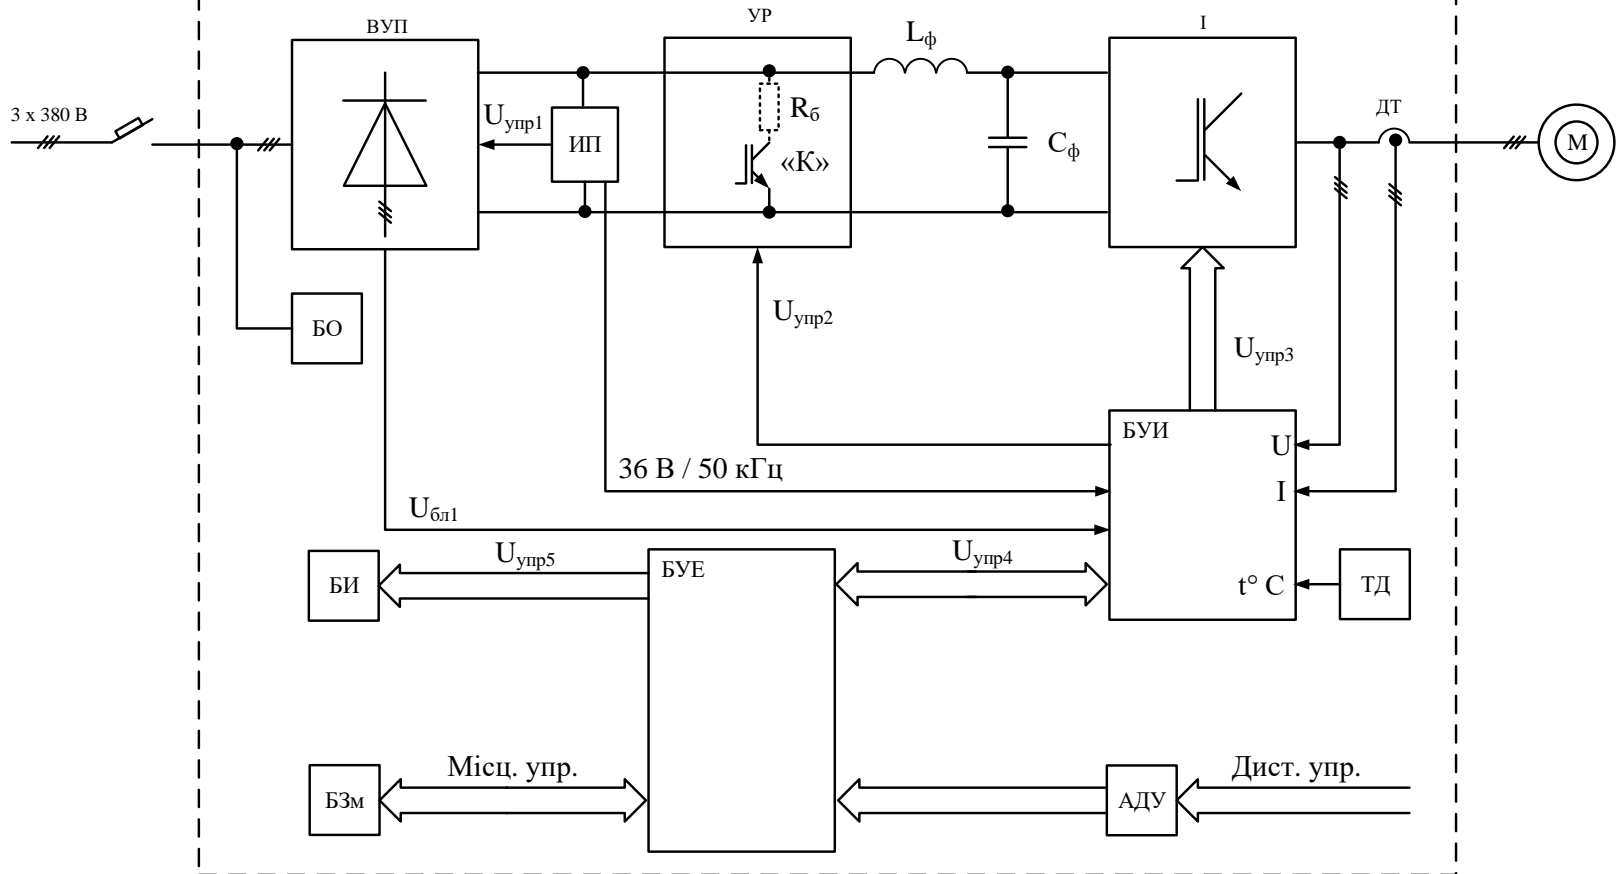 УР
I
ВУП
Lф
3 x 380 В
Uупр1
ИП
Rб
«К»
Cф
ДТ
М
БО
Uупр2
Uупр3
БУИ
U
36 В / 50 кГц
I
Uбл1
Uупр5
Uупр4
БИ
БУЕ
t° C
ТД
Місц. упр.
Дист. упр.
БЗм
АДУ